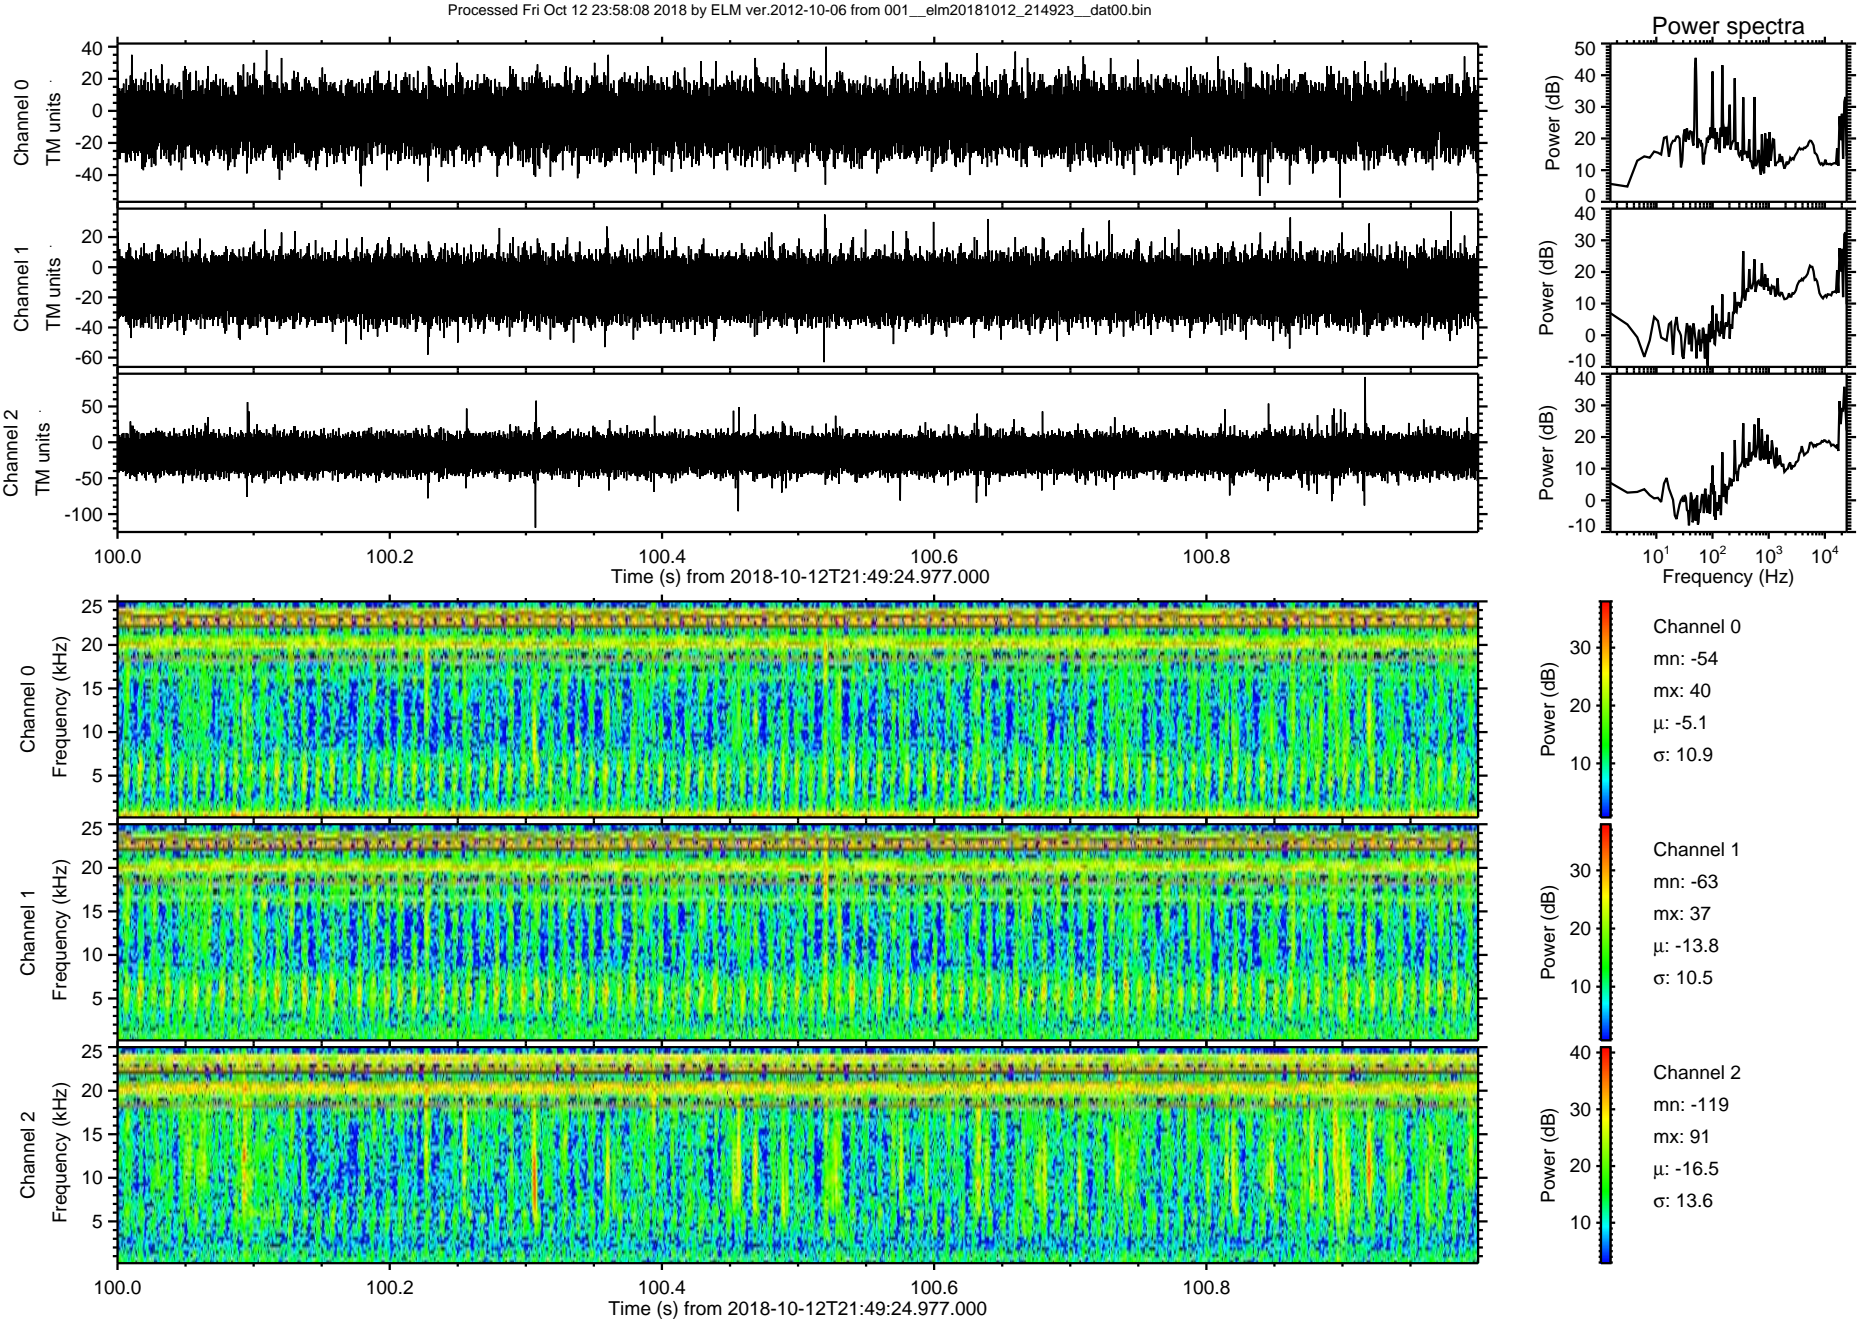 Processed Fri Oct 12 23:58:08 2018 by ELM ver.2012-10-06 from 001__elm20181012_214923__dat00.bin
Power spectra
Channel 0
TM units
40
20
0
-20
-40
Power (dB)
50
40
30
20
10
0
Channel 1
TM units
20
0
-20
-40
-60
Power (dB)
40
30
20
10
0
-10
Channel 2
TM units
50
0
-50
-100
Power (dB)
40
30
20
10
0
-10
100.0 100.2 100.4 100.6 100.8
Time (s) from 2018-10-12T21:49:24.977.000
10^1 10^2 10^3 10^4
Frequency (Hz)
Channel 0
Frequency (kHz)
25
20
15
10
5
Power (dB)
30
20
10
Channel 0
mn: -54
mx: 40
μ: -5.1
σ: 10.9
Channel 1
Frequency (kHz)
25
20
15
10
5
Power (dB)
30
20
10
Channel 1
mn: -63
mx: 37
μ: -13.8
σ: 10.5
Channel 2
Frequency (kHz)
25
20
15
10
5
Power (dB)
40
30
20
10
Channel 2
mn: -119
mx: 91
μ: -16.5
σ: 13.6
100.0 100.2 100.4 100.6 100.8
Time (s) from 2018-10-12T21:49:24.977.000